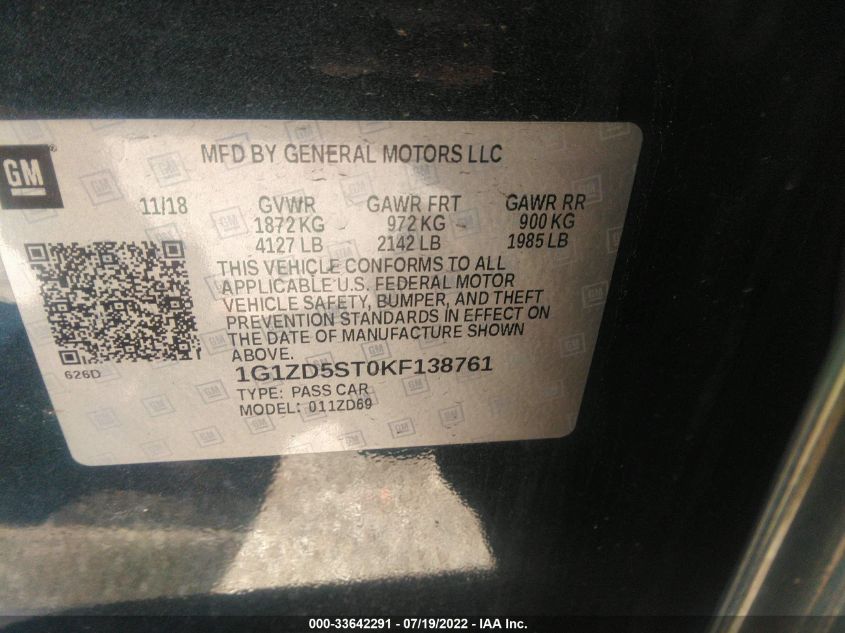 MFD BY GENERAL MOTORS LLC
GM
11/18 GVWR GAWR FRT GAWR RR
1872 KG 972 KG 900 KG
4127 LB 2142 LB 1985 LB
THIS VEHICLE CONFORMS TO ALL
APPLICABLE U.S. FEDERAL MOTOR
VEHICLE SAFETY, BUMPER, AND THEFT
PREVENTION STANDARDS IN EFFECT ON
THE DATE OF MANUFACTURE SHOWN
ABOVE.
626D
1G1ZD5ST0KF138761
TYPE: PASS CAR
MODEL: 011ZD69
000-33642291 - 07/19/2022 - IAA Inc.